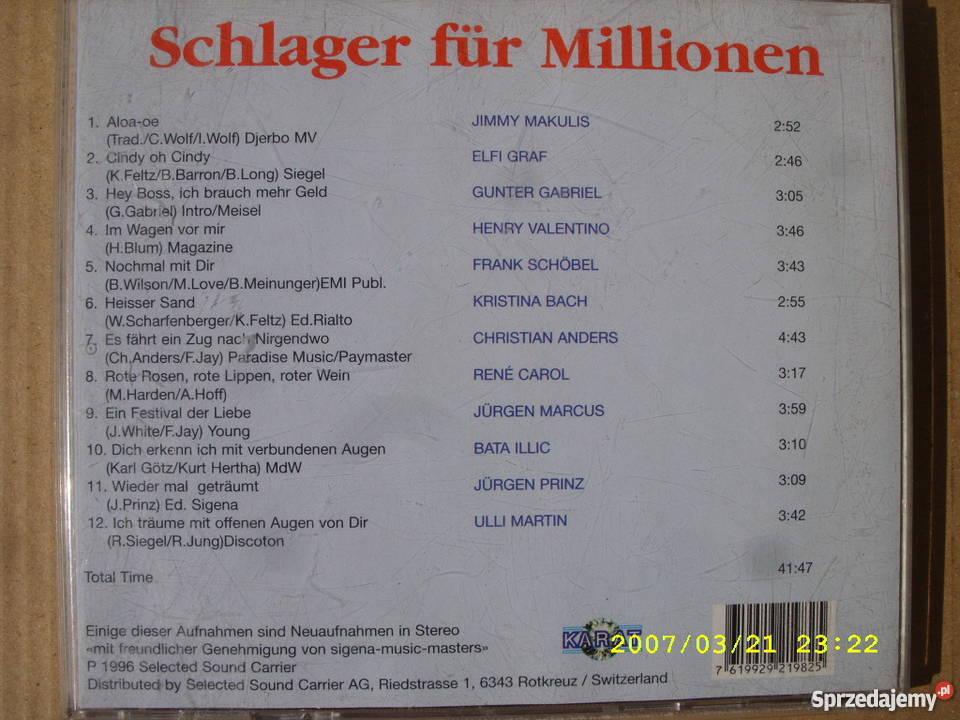 Schlager für Millionen
1. Aloa-oe JIMMY MAKULIS 2:52
(Trad./C.Wolf/I.Wolf) Djerbo MV
2. Cindy oh Cindy ELFI GRAF 2:46
(K.Feltz/B.Barron/B.Long) Siegel
3. Hey Boss, ich brauch mehr Geld GUNTER GABRIEL 3:05
(G.Gabriel) Intro/Meisel
4. Im Wagen vor mir HENRY VALENTINO 3:46
(H.Blum) Magazine
5. Nochmal mit Dir FRANK SCHÖBEL 3:43
(B.Wilson/M.Love/B.Meinunger)EMI Publ.
6. Heisser Sand KRISTINA BACH 2:55
(W.Scharfenberger/K.Feltz) Ed.Rialto
7. Es fährt ein Zug nach Nirgendwo CHRISTIAN ANDERS 4:43
(Ch.Anders/F.Jay) Paradise Music/Paymaster
8. Rote Rosen, rote Lippen, roter Wein RENÉ CAROL 3:17
(M.Harden/A.Hoff)
9. Ein Festival der Liebe JÜRGEN MARCUS 3:59
(J.White/F.Jay) Young
10. Dich erkenn ich mit verbundenen Augen BATA ILLIC 3:10
(Karl Götz/Kurt Hertha) MdW
11. Wieder mal geträumt JÜRGEN PRINZ 3:09
(J.Prinz) Ed. Sigena
12. Ich träume mit offenen Augen von Dir ULLI MARTIN 3:42
(R.Siegel/R.Jung)Discoton
Total Time 41:47
Einige dieser Aufnahmen sind Neuaufnahmen in Stereo
«mit freundlicher Genehmigung von sigena-music-masters»
P 1996 Selected Sound Carrier
Distributed by Selected Sound Carrier AG, Riedstrasse 1, 6343 Rotkreuz / Switzerland
KARAT
2007/03/21 23:22
7 619929 219825
Sprzedajemy.pl